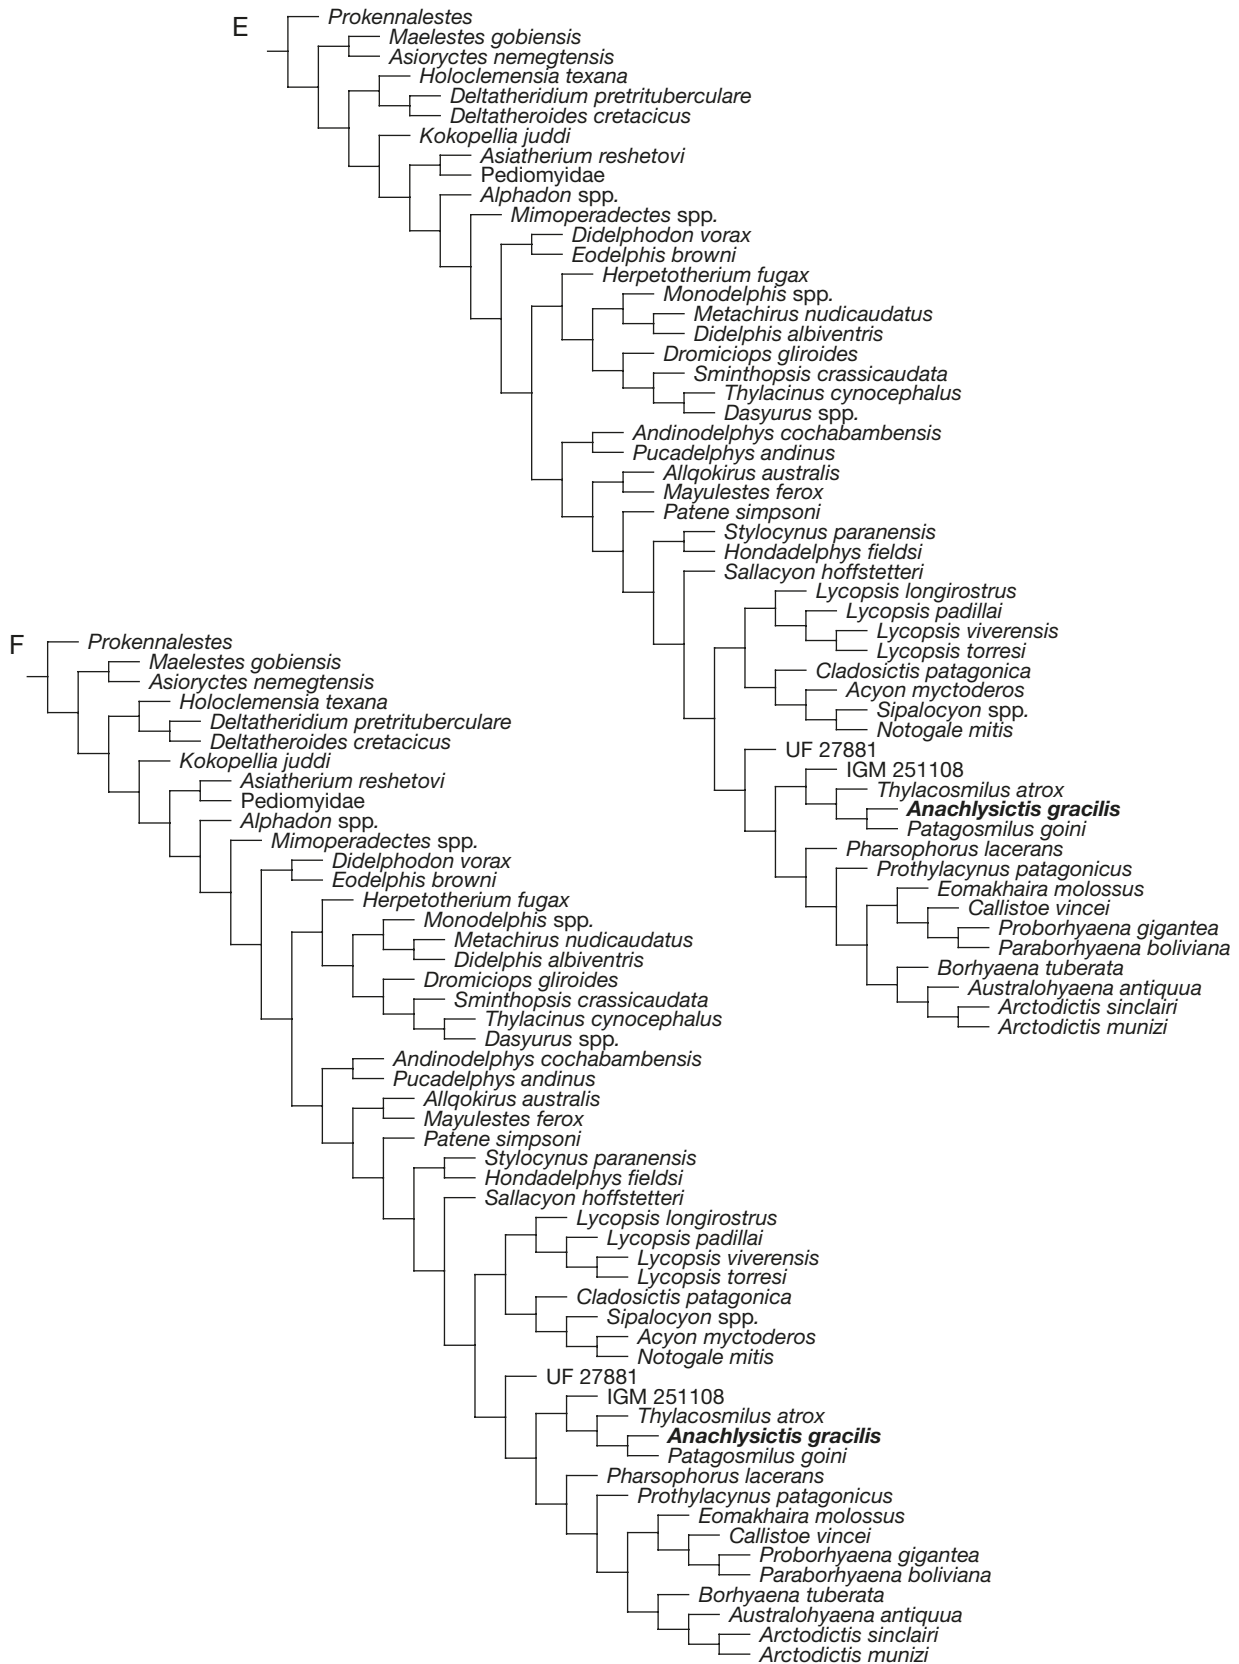 E
Prokennalestes
Maelestes gobiensis
Asioryctes nemegtensis
Holoclemensia texana
Deltatheridium pretrituberculare
Deltatheroides cretacicus
Kokopellia juddi
Asiatherium reshetovi
Pediomyidae
Alphadon spp.
Mimoperadectes spp.
Didelphodon vorax
Eodelphis browni
Herpetotherium fugax
Monodelphis spp.
Metachirus nudicaudatus
Didelphis albiventris
Dromiciops gliroides
Sminthopsis crassicaudata
Thylacinus cynocephalus
Dasyurus spp.
Andinodelphys cochabambensis
Pucadelphys andinus
Allqokirus australis
Mayulestes ferox
Patene simpsoni
Stylocynus paranensis
Hondadelphys fieldsi
Sallacyon hoffstetteri
Lycopsis longirostrus
Lycopsis padillai
Lycopsis viverensis
Lycopsis torresi
Cladosictis patagonica
Acyon myctoderos
Sipalocyon spp.
Notogale mitis
UF 27881
IGM 251108
Thylacosmilus atrox
Anachlysictis gracilis
Patagosmilus goini
Pharsophorus lacerans
Prothylacynus patagonicus
Eomakhaira molossus
Callistoe vincei
Proborhyaena gigantea
Paraborhyaena boliviana
Borhyaena tuberata
Australohyaena antiquua
Arctodictis sinclairi
Arctodictis munizi
F
Prokennalestes
Maelestes gobiensis
Asioryctes nemegtensis
Holoclemensia texana
Deltatheridium pretrituberculare
Deltatheroides cretacicus
Kokopellia juddi
Asiatherium reshetovi
Pediomyidae
Alphadon spp.
Mimoperadectes spp.
Didelphodon vorax
Eodelphis browni
Herpetotherium fugax
Monodelphis spp.
Metachirus nudicaudatus
Didelphis albiventris
Dromiciops gliroides
Sminthopsis crassicaudata
Thylacinus cynocephalus
Dasyurus spp.
Andinodelphys cochabambensis
Pucadelphys andinus
Allqokirus australis
Mayulestes ferox
Patene simpsoni
Stylocynus paranensis
Hondadelphys fieldsi
Sallacyon hoffstetteri
Lycopsis longirostrus
Lycopsis padillai
Lycopsis viverensis
Lycopsis torresi
Cladosictis patagonica
Sipalocyon spp.
Acyon myctoderos
Notogale mitis
UF 27881
IGM 251108
Thylacosmilus atrox
Anachlysictis gracilis
Patagosmilus goini
Pharsophorus lacerans
Prothylacynus patagonicus
Eomakhaira molossus
Callistoe vincei
Proborhyaena gigantea
Paraborhyaena boliviana
Borhyaena tuberata
Australohyaena antiquua
Arctodictis sinclairi
Arctodictis munizi